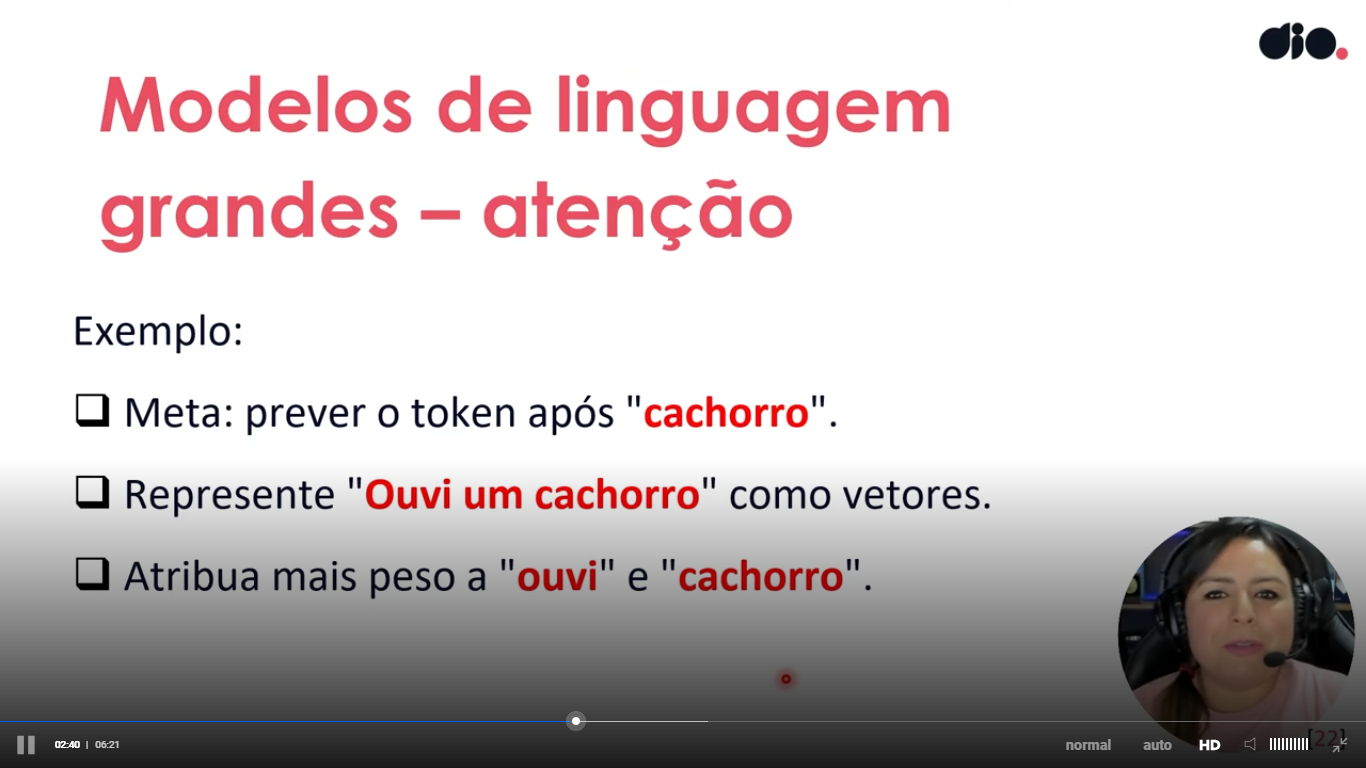 dio.
Modelos de linguagem
grandes – atenção
Exemplo:
Meta: prever o token após "cachorro".
Represente "Ouvi um cachorro" como vetores.
Atribua mais peso a "ouvi" e "cachorro".
02:40 | 06:21
normal
auto
HD
[22]